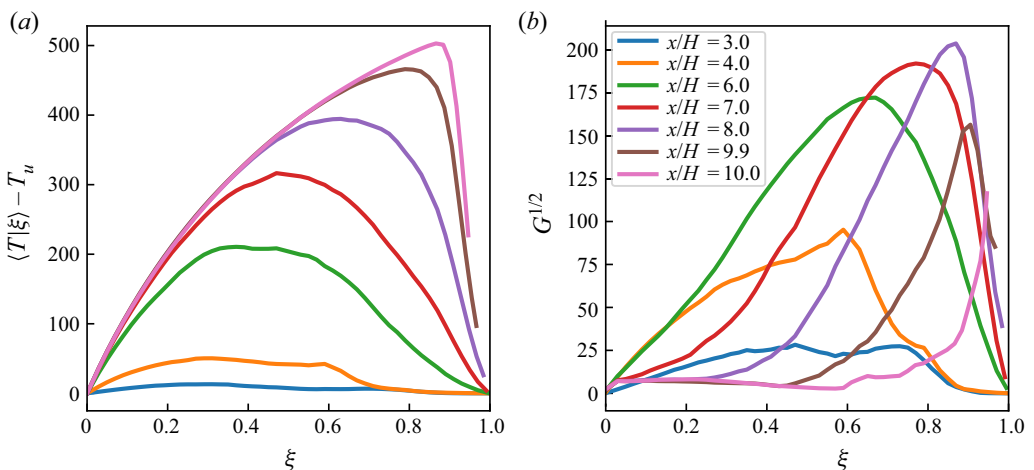 (a)
500
400
300
200
100
0
⟨T|ξ⟩ – T_u
0
0.2
0.4
0.6
0.8
1.0
ξ
(b)
200
175
150
125
100
75
50
25
0
G^{1/2}
x/H = 3.0
x/H = 4.0
x/H = 6.0
x/H = 7.0
x/H = 8.0
x/H = 9.9
x/H = 10.0
0
0.2
0.4
0.6
0.8
1.0
ξ